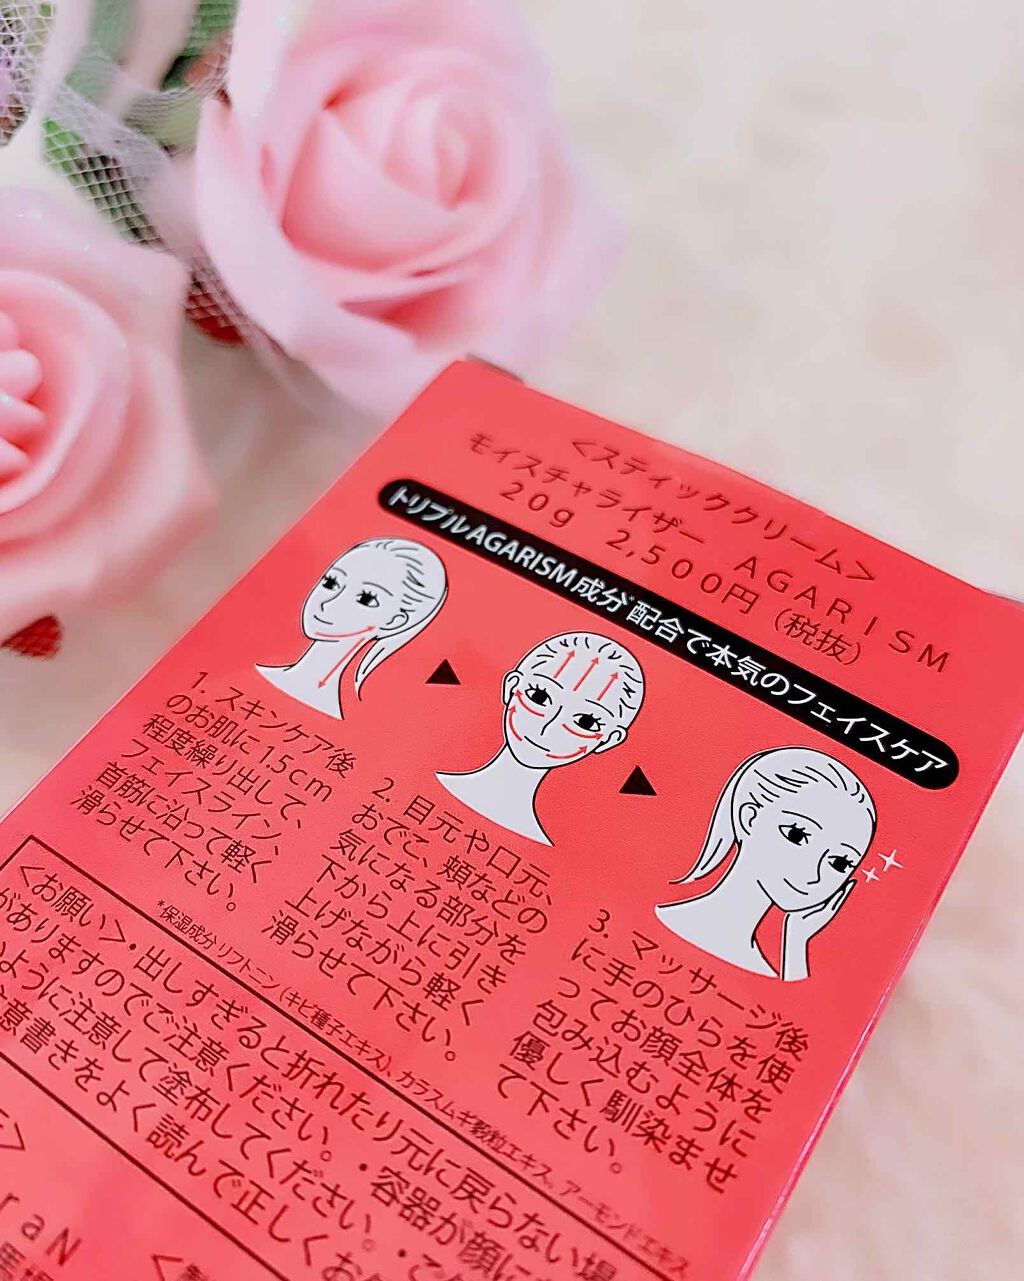 <スティッククリーム>
モイスチャライザー　AGARISM
20g　2,500円（税抜）
トリプルAGARISM成分*配合で本気のフェイスケア
1. スキンケア後
のお肌に1.5cm
程度繰り出して、
フェイスライン、
首筋に沿って軽く
滑らせて下さい。
2. 目元や口元、
おでこ、頬などの
気になる部分を
下から上に引き
上げながら軽く
滑らせて下さい。
3. マッサージ後
に手のひらを使
ってお顔全体を
包み込むように
優しく馴染ませ
て下さい。
*保湿成分 リフトニン（キビ種子エキス）、カラスムギ穀粒エキス、アーモンドエキス
<お願い>・出しすぎると折れたり元に戻らない場
がありますのでご注意ください。・容器が顔に
ように注意して塗布してください。・
意書きをよく読んで正しくお
raN